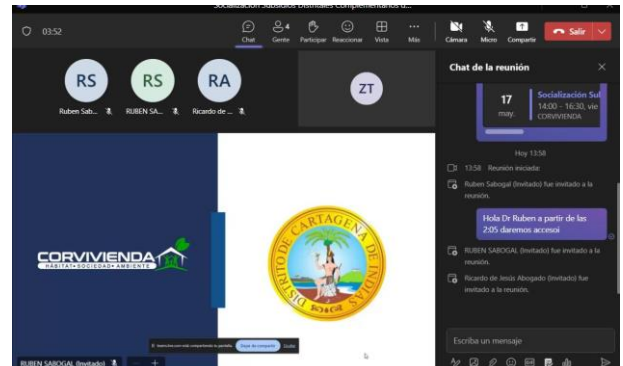 Socialización Subsidios Distritales Complementarios
03:52
Chat
4
Gente
Participar
Reaccionar
Vista
Más
Cámara
Micro
Compartir
Salir
RS
RS
RA
ZT
Ruben Sab...
RUBEN SA...
Ricardo de ...
CORVIVIENDA
HÁBITAT•SOCIEDAD•AMBIENTE
DISTRITO DE CARTAGENA DE INDIAS
RUBEN SABOGAL (Invitado)
Chat de la reunión
17
may.
Socialización Sul
14:00 - 16:30, vie
CORVIVIENDA
Hoy 13:58
13:58 Reunión iniciada:
Ruben Sabogal (Invitado) fue invitado a la
reunión.
Hola Dr Ruben a partir de las
2:05 daremos accesoi
RUBEN SABOGAL (Invitado) fue invitado a la
reunión.
Ricardo de Jesús Abogado (Invitado) fue
invitado a la reunión.
Escriba un mensaje